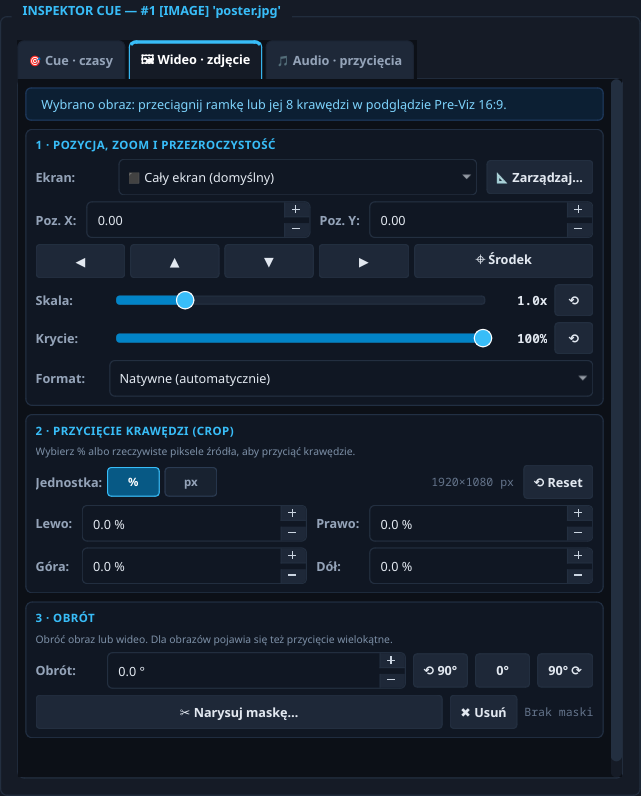 INSPEKTOR CUE — #1 [IMAGE] 'poster.jpg'
🎯 Cue · czasy
🖼 Wideo · zdjęcie
🎵 Audio · przycięcia
Wybrano obraz: przeciągnij ramkę lub jej 8 krawędzi w podglądzie Pre-Viz 16:9.
1 · POZYCJA, ZOOM I PRZEZROCZYSTOŚĆ
Ekran: ⬛ Cały ekran (domyślny) 📐 Zarządzaj...
Poz. X: 0.00 + − Poz. Y: 0.00 + −
◀ ▲ ▼ ▶ ⌖ Środek
Skala: 1.0x ⟲
Krycie: 100% ⟲
Format: Natywne (automatycznie)
2 · PRZYCIĘCIE KRAWĘDZI (CROP)
Wybierz % albo rzeczywiste piksele źródła, aby przyciąć krawędzie.
Jednostka: % px 1920×1080 px ⟲ Reset
Lewo: 0.0 % + − Prawo: 0.0 % + −
Góra: 0.0 % + − Dół: 0.0 % + −
3 · OBRÓT
Obróć obraz lub wideo. Dla obrazów pojawia się też przycięcie wielokątne.
Obrót: 0.0 ° + − ⟲ 90° 0° 90° ⟳
✂ Narysuj maskę... ✖ Usuń Brak maski